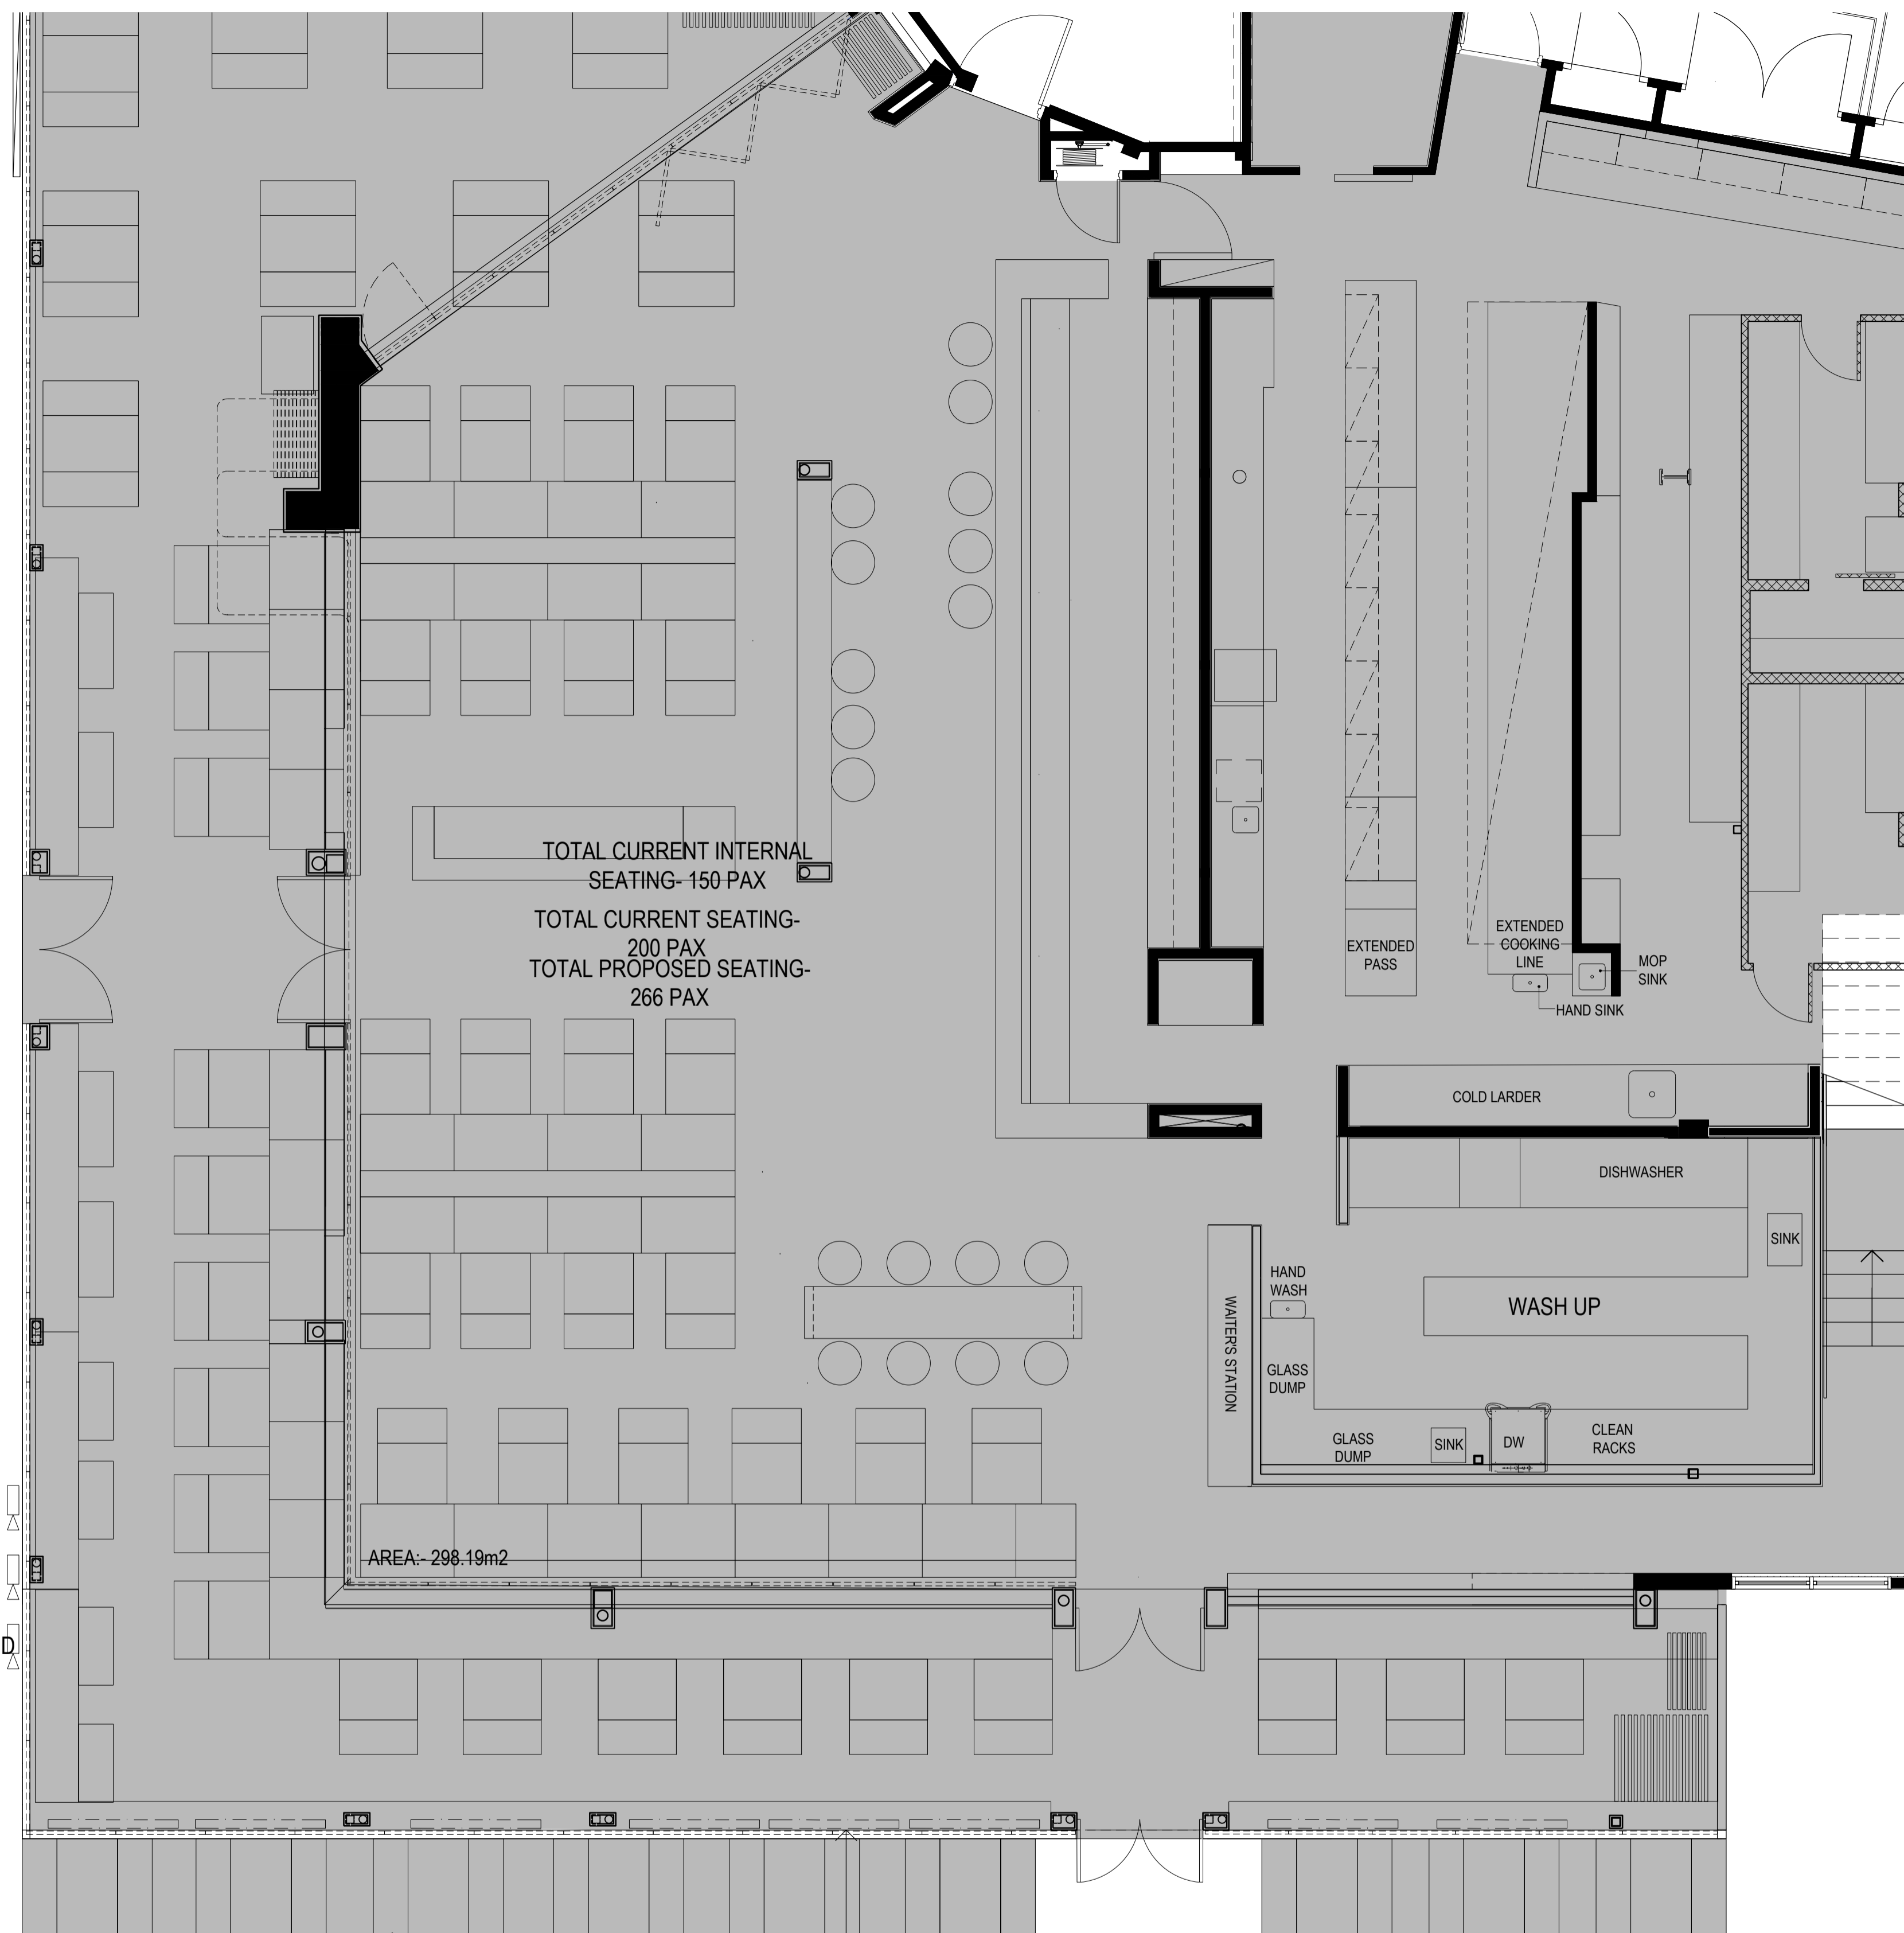 TOTAL CURRENT INTERNAL
SEATING- 150 PAX
TOTAL CURRENT SEATING-
200 PAX
TOTAL PROPOSED SEATING-
266 PAX
EXTENDED
PASS
EXTENDED
COOKING
LINE
MOP
SINK
HAND SINK
COLD LARDER
DISHWASHER
SINK
HAND
WASH
WASH UP
WAITER'S STATION
GLASS
DUMP
GLASS
DUMP
SINK
DW
CLEAN
RACKS
AREA:- 298.19m2
D